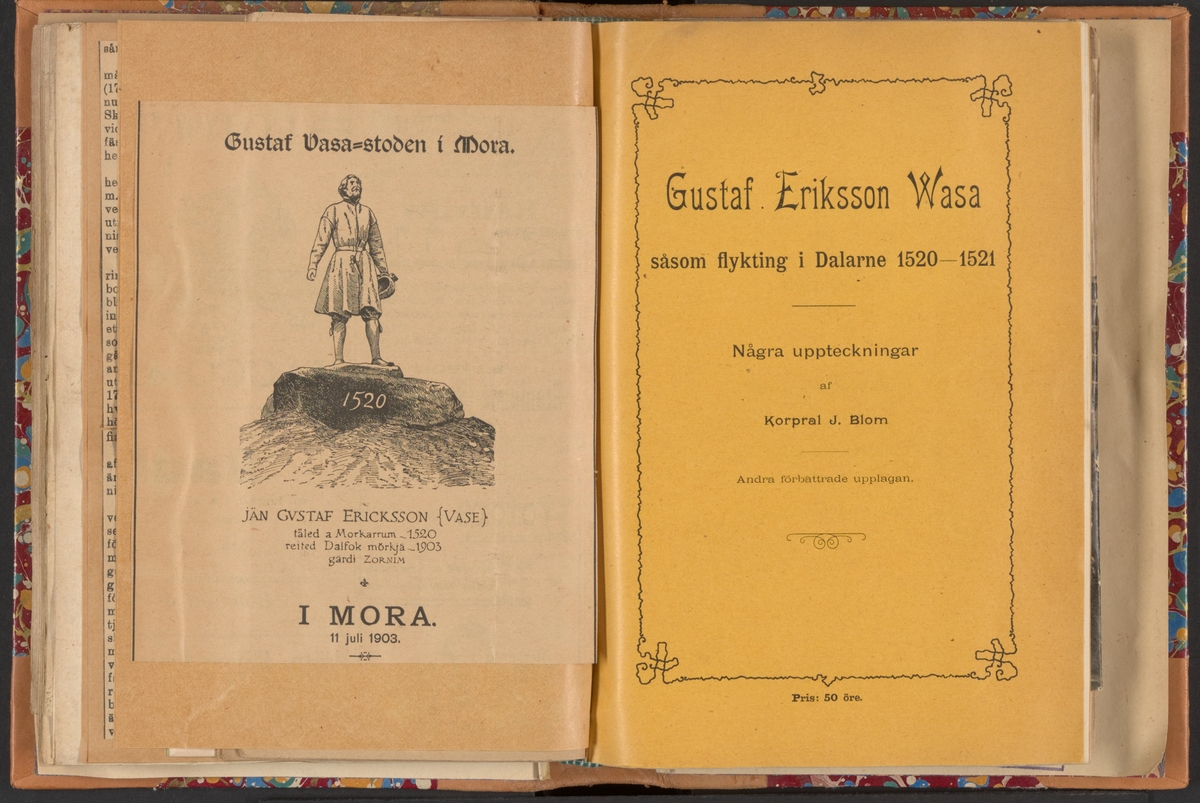 Gustaf Vasa=stoden i Mora.
1520
JÄN GVSTAF ERICKSSON {VASE}
tåled a Morkarrum - 1520
reited Dalfok mörkjä - 1903
gärdi ZORNIM
I MORA.
11 juli 1903.
Gustaf Eriksson Wasa
såsom flykting i Dalarne 1520—1521
Några uppteckningar
af
Korpral J. Blom
Andra förbättrade upplagan.
Pris: 50 öre.